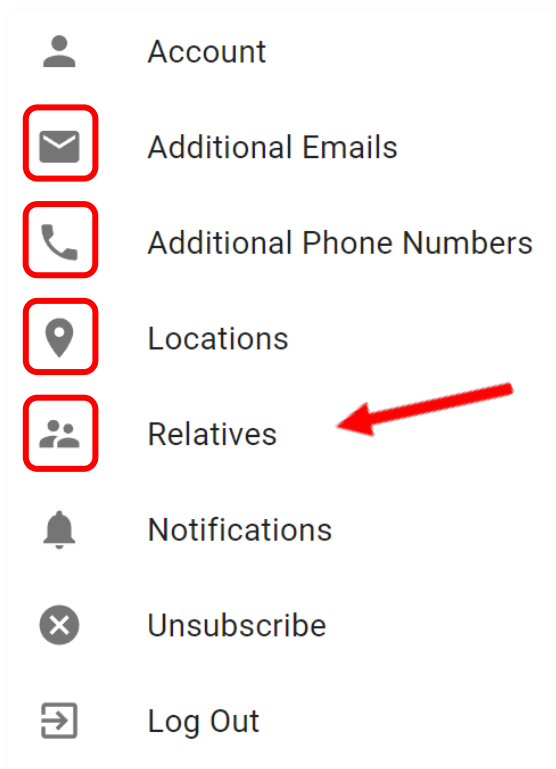 Account
Additional Emails
Additional Phone Numbers
Locations
Relatives
Notifications
Unsubscribe
Log Out